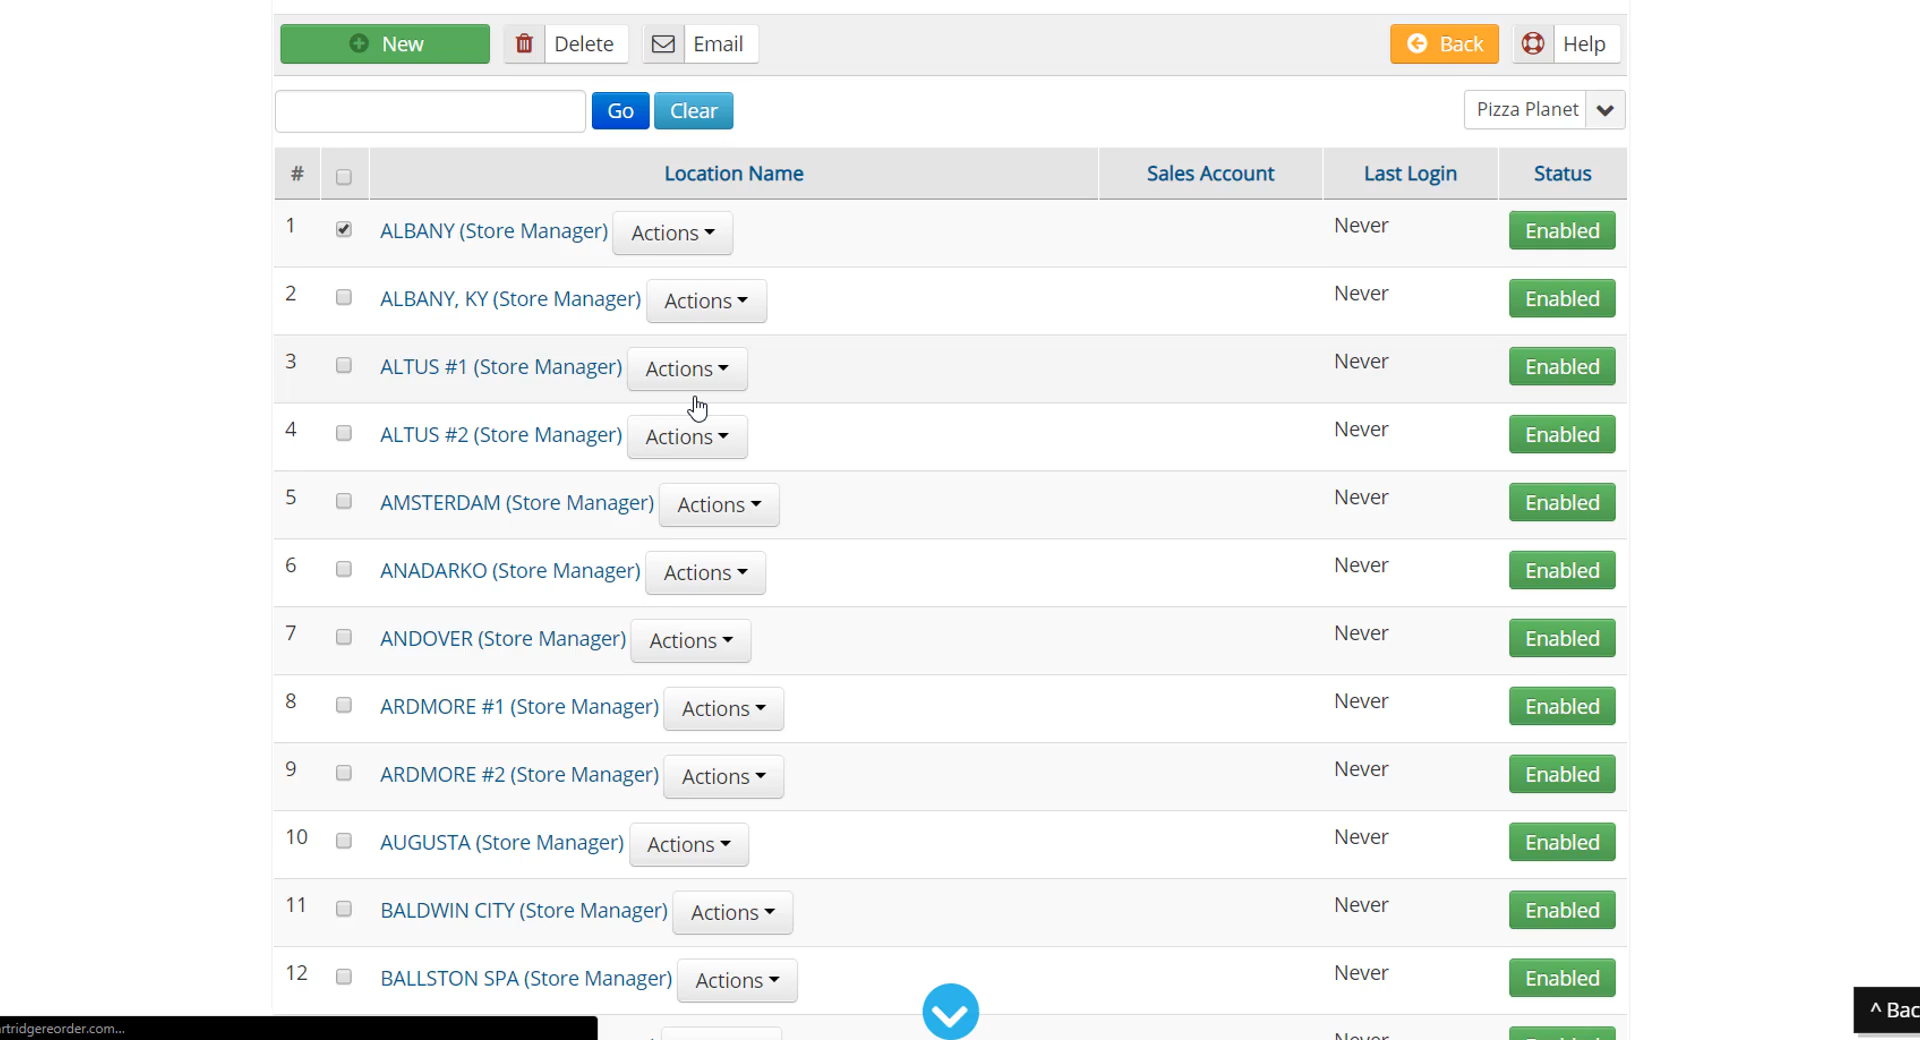 New Delete Email Back Help
Go Clear Pizza Planet
# Location Name Sales Account Last Login Status
1 ALBANY (Store Manager) Actions Never Enabled
2 ALBANY, KY (Store Manager) Actions Never Enabled
3 ALTUS #1 (Store Manager) Actions Never Enabled
4 ALTUS #2 (Store Manager) Actions Never Enabled
5 AMSTERDAM (Store Manager) Actions Never Enabled
6 ANADARKO (Store Manager) Actions Never Enabled
7 ANDOVER (Store Manager) Actions Never Enabled
8 ARDMORE #1 (Store Manager) Actions Never Enabled
9 ARDMORE #2 (Store Manager) Actions Never Enabled
10 AUGUSTA (Store Manager) Actions Never Enabled
11 BALDWIN CITY (Store Manager) Actions Never Enabled
12 BALLSTON SPA (Store Manager) Actions Never Enabled
^ Bac
artridgereorder.com...
Never Enabled